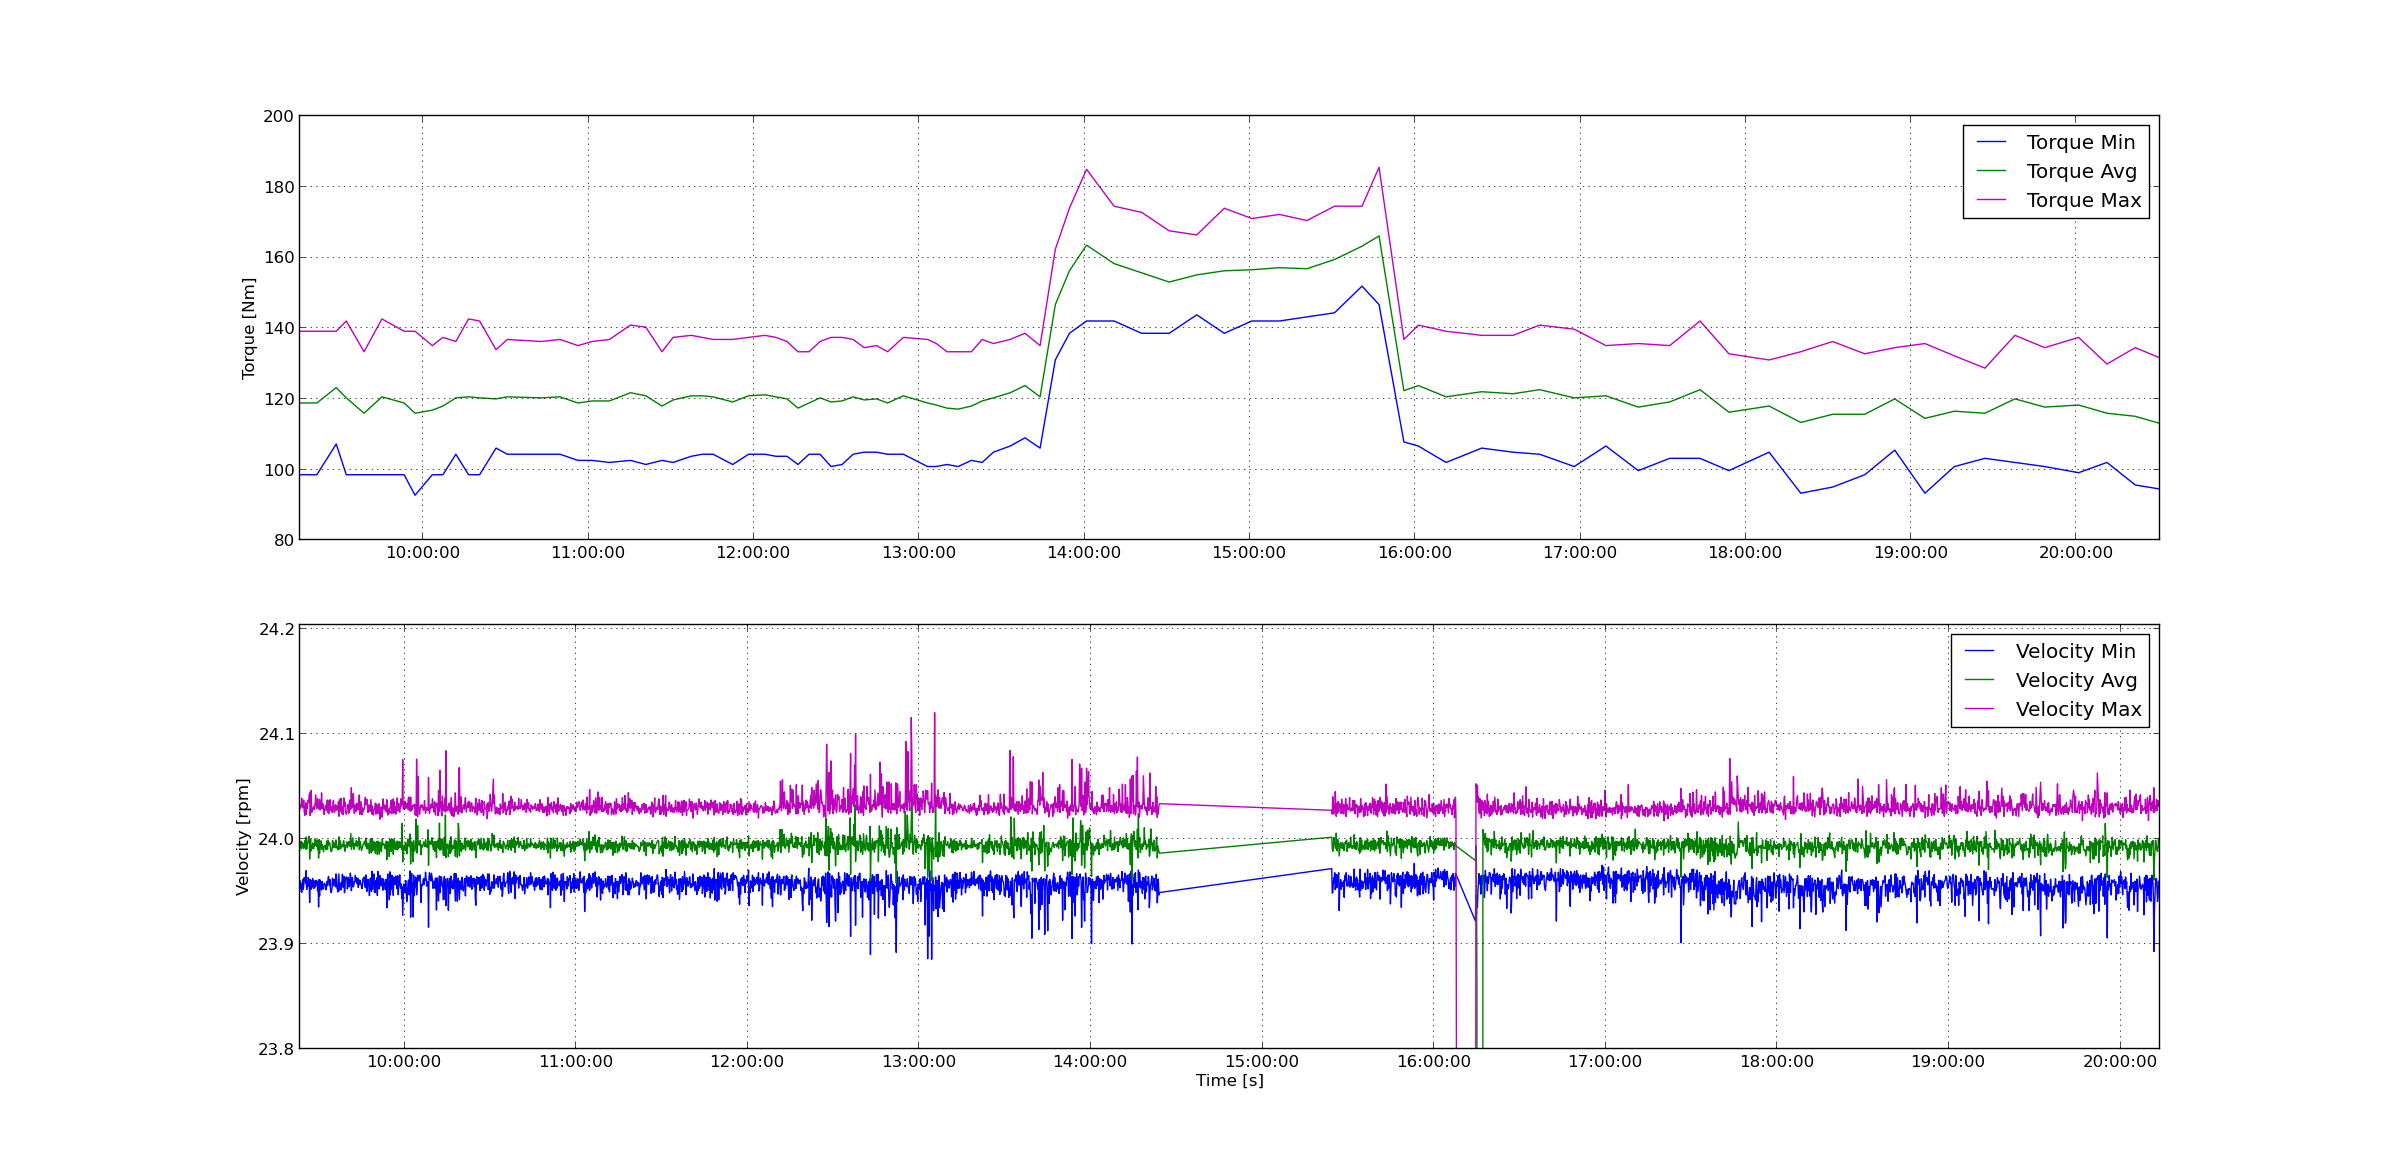 200
180
160
140
120
100
80
Torque [Nm]
Torque Min
Torque Avg
Torque Max
10:00:00 11:00:00 12:00:00 13:00:00 14:00:00 15:00:00 16:00:00 17:00:00 18:00:00 19:00:00 20:00:00
24.2
24.1
24.0
23.9
23.8
Velocity [rpm]
Velocity Min
Velocity Avg
Velocity Max
10:00:00 11:00:00 12:00:00 13:00:00 14:00:00 15:00:00 16:00:00 17:00:00 18:00:00 19:00:00 20:00:00
Time [s]